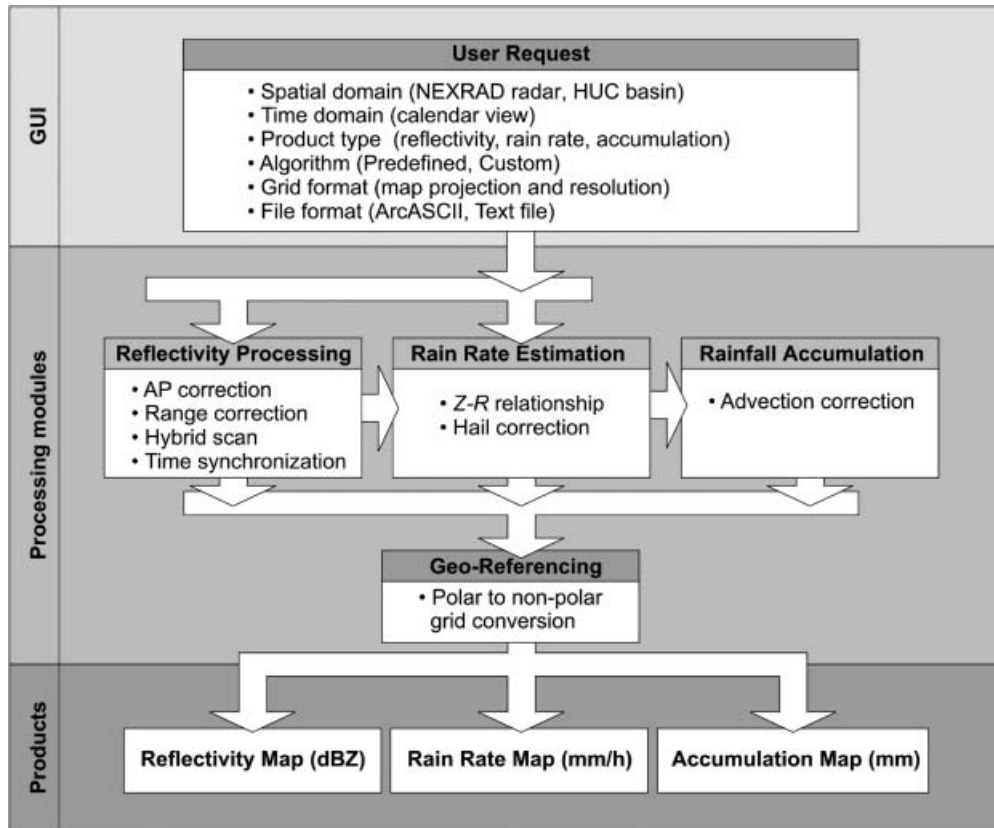 GUI
User Request
• Spatial domain (NEXRAD radar, HUC basin)
• Time domain (calendar view)
• Product type (reflectivity, rain rate, accumulation)
• Algorithm (Predefined, Custom)
• Grid format (map projection and resolution)
• File format (ArcASCII, Text file)
Processing modules
Reflectivity Processing
• AP correction
• Range correction
• Hybrid scan
• Time synchronization
Rain Rate Estimation
• Z-R relationship
• Hail correction
Rainfall Accumulation
• Advection correction
Geo-Referencing
• Polar to non-polar
grid conversion
Products
Reflectivity Map (dBZ)
Rain Rate Map (mm/h)
Accumulation Map (mm)